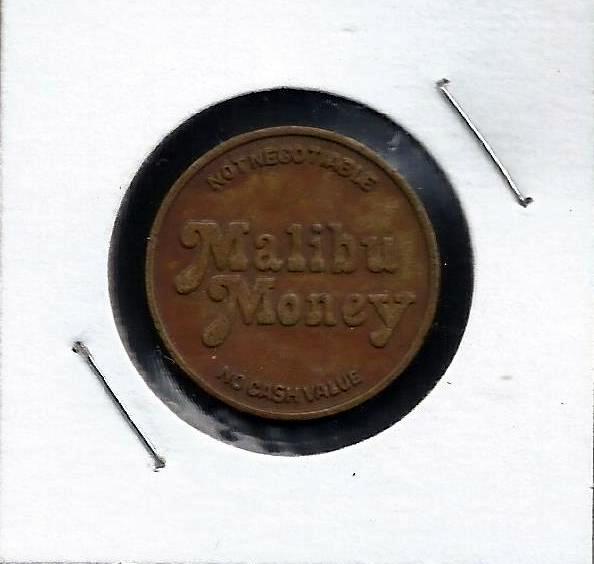 NOT NEGOTIABLE
Malibu
Money
NO CASH VALUE